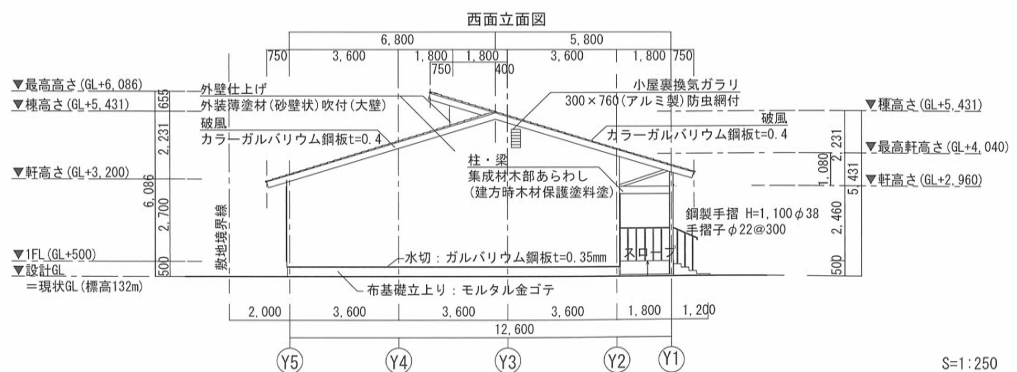 西面立面図
6,800
5,800
750
3,600
1,800
1,800
3,600
1,800
750
750
400
▼最高高さ(GL+6,086)
▼棟高さ(GL+5,431)
▼軒高さ(GL+3,200)
▼1FL(GL+500)
▼設計GL
＝現状GL(標高132m)
655
2,231
2,700
500
6,086
敷地境界線
外壁仕上げ
外装薄塗材(砂壁状)吹付(大壁)
破風
カラーガルバリウム鋼板t=0.4
柱・梁
集成材木部あらわし
(建方時木材保護塗料塗)
小屋裏換気ガラリ
300×760(アルミ製)防虫網付
破風
カラーガルバリウム鋼板t=0.4
▼棟高さ(GL+5,431)
▼最高軒高さ(GL+4,040)
▼軒高さ(GL+2,960)
1,080
2,231
2,460
500
5,431
鋼製手摺 H=1,100φ38
手摺子φ22@300
スロープ
水切：ガルバリウム鋼板t=0.35mm
布基礎立上り：モルタル金ゴテ
2,000
3,600
3,600
3,600
1,800
1,200
12,600
Y5
Y4
Y3
Y2
Y1
S=1:250